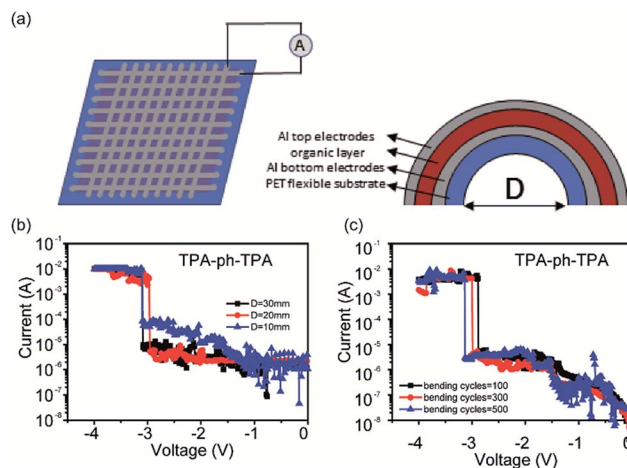 (a)
A
Al top electrodes
organic layer
Al bottom electrodes
PET flexible substrate
D
(b)
TPA-ph-TPA
10⁻¹
10⁻²
10⁻³
10⁻⁴
10⁻⁵
10⁻⁶
10⁻⁷
10⁻⁸
Current (A)
D=30mm
D=20mm
D=10mm
-4 -3 -2 -1 0
Voltage (V)
(c)
TPA-ph-TPA
10⁻¹
10⁻²
10⁻³
10⁻⁴
10⁻⁵
10⁻⁶
10⁻⁷
10⁻⁸
Current (A)
bending cycles=100
bending cycles=300
bending cycles=500
-4 -3 -2 -1 0
Voltage (V)